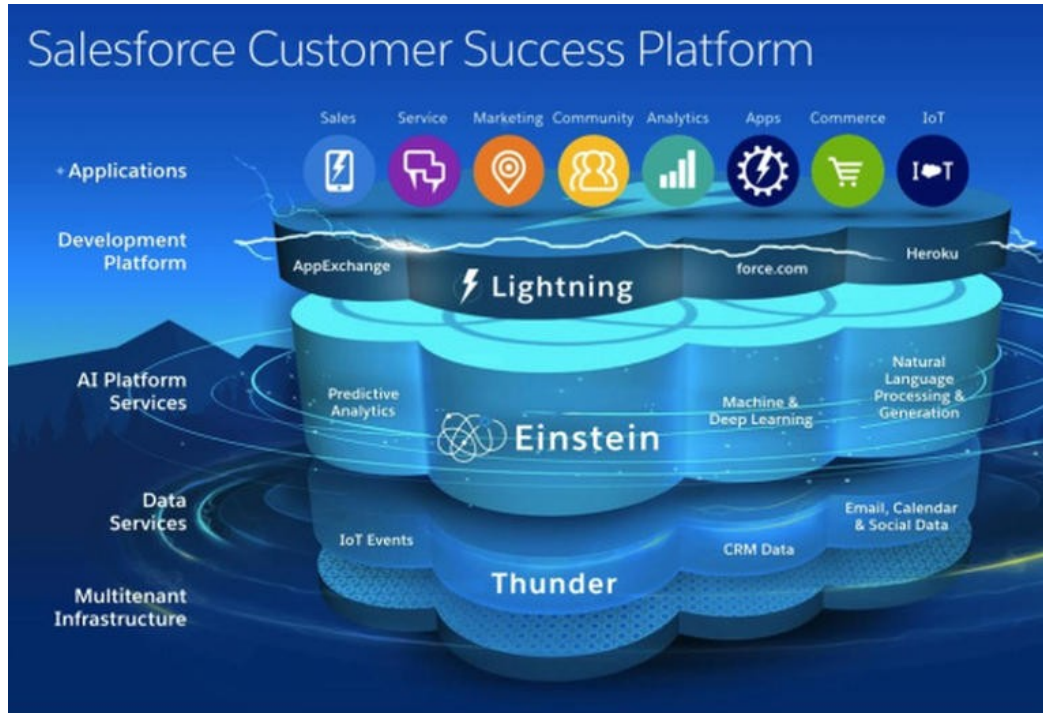 Salesforce Customer Success Platform
Sales Service Marketing Community Analytics Apps Commerce IoT
+Applications
I T
Development
Platform
AppExchange
Lightning
force.com
Heroku
AI Platform
Services
Predictive
Analytics
Einstein
Machine &
Deep Learning
Natural
Language
Processing &
Generation
Data
Services
IoT Events
Thunder
CRM Data
Email, Calendar
& Social Data
Multitenant
Infrastructure